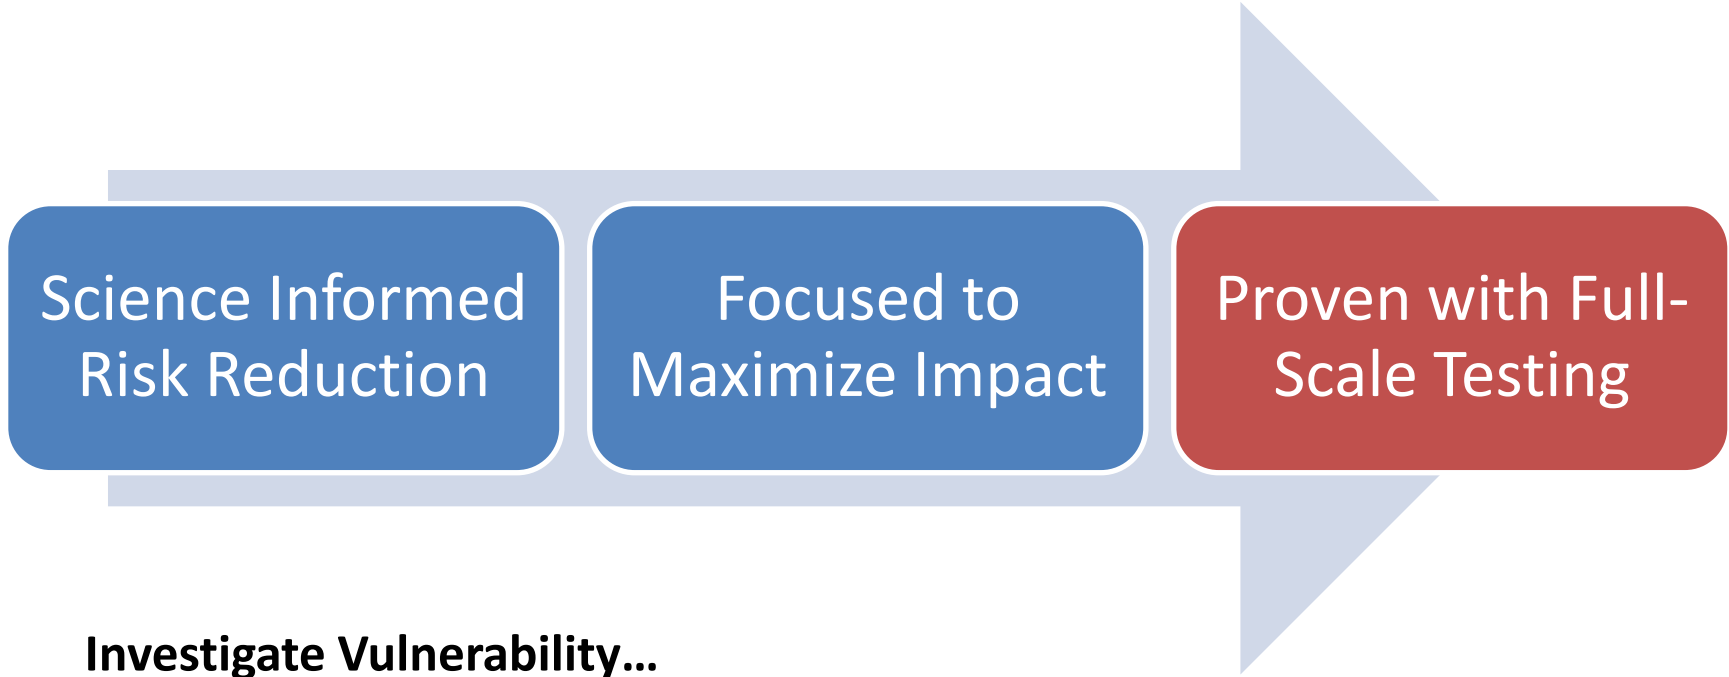 Science Informed
Risk Reduction
Focused to
Maximize Impact
Proven with Full-
Scale Testing
Investigate Vulnerability...